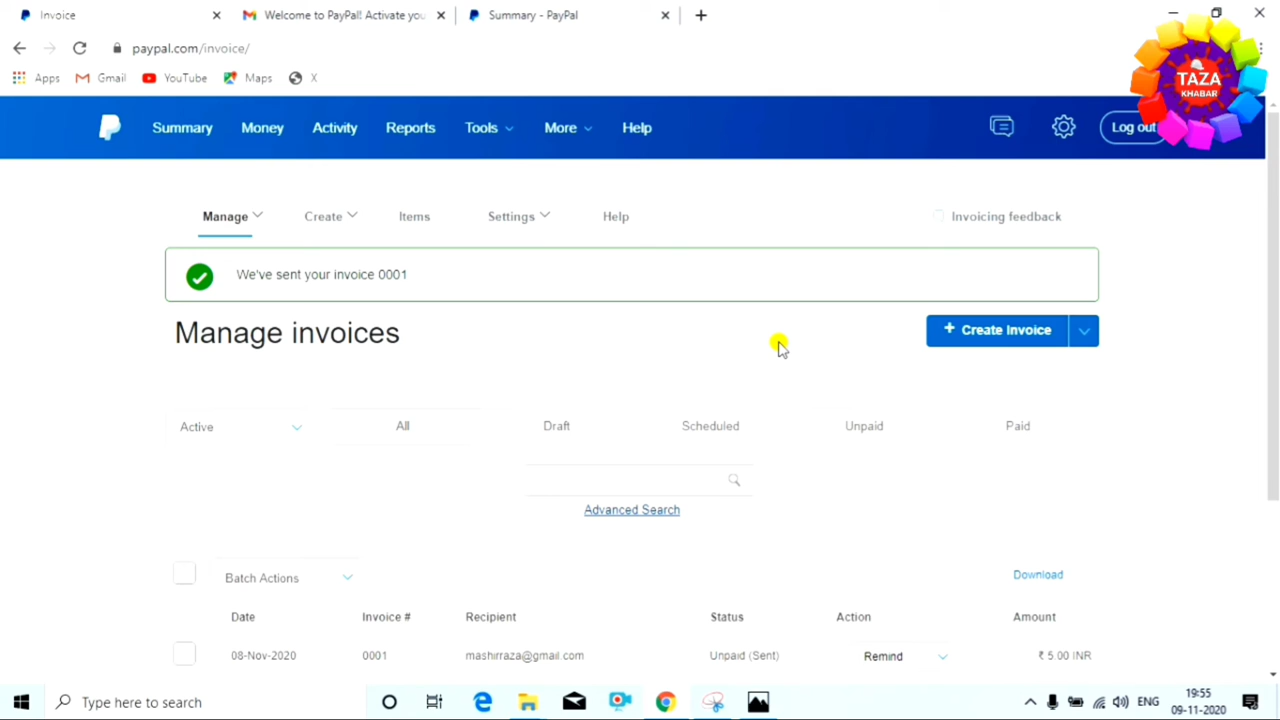 Invoice
Welcome to PayPal! Activate you
Summary - PayPal
paypal.com/invoice/
Apps
Gmail
YouTube
Maps
X
TAZA
KHABAR
Summary
Money
Activity
Reports
Tools
More
Help
Log out
Manage
Create
Items
Settings
Help
Invoicing feedback
We've sent your invoice 0001
Manage invoices
+ Create Invoice
Active
All
Draft
Scheduled
Unpaid
Paid
Advanced Search
Batch Actions
Download
Date
Invoice #
Recipient
Status
Action
Amount
08-Nov-2020
0001
mashirraza@gmail.com
Unpaid (Sent)
Remind
₹ 5.00 INR
Type here to search
ENG
19:55
09-11-2020